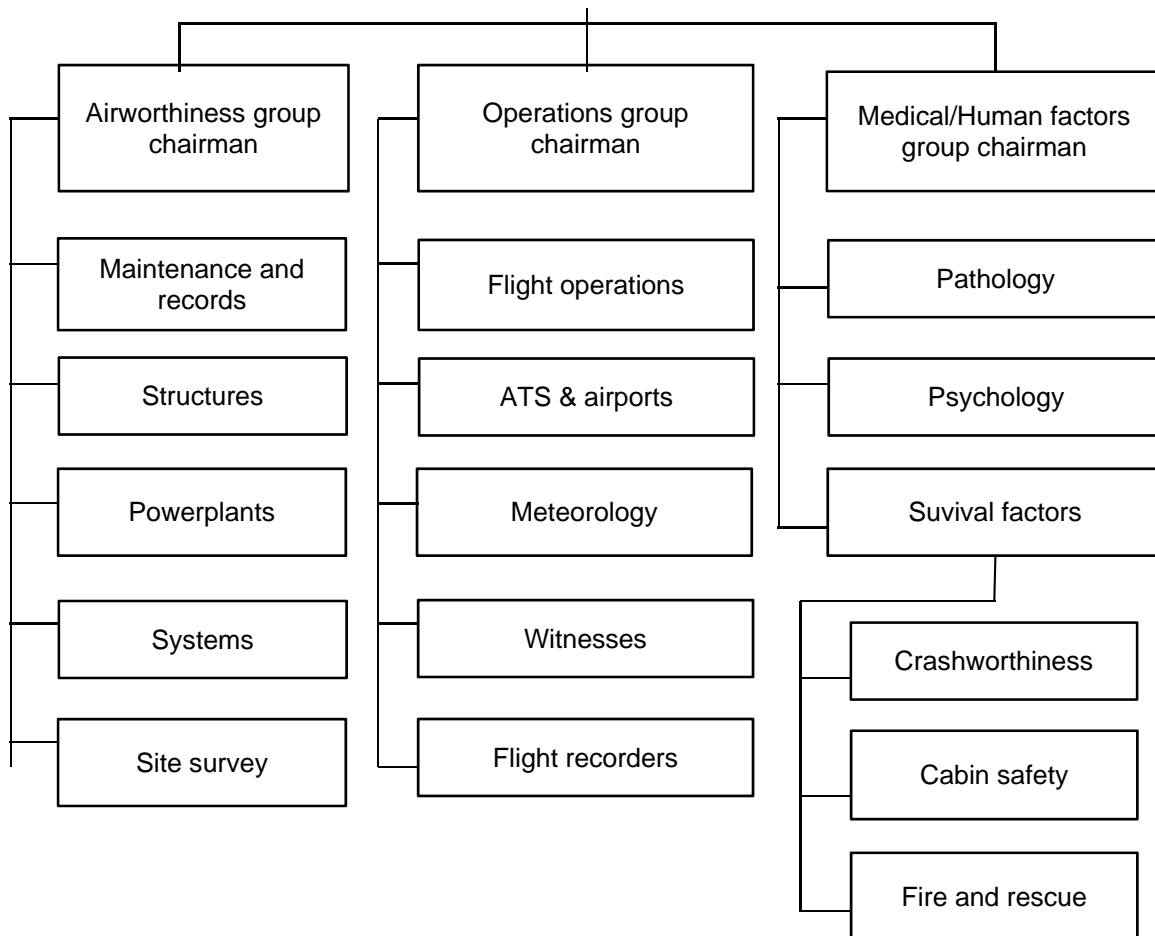 Airworthiness group
chairman
Maintenance and
records
Structures
Powerplants
Systems
Site survey
Operations group
chairman
Flight operations
ATS & airports
Meteorology
Witnesses
Flight recorders
Medical/Human factors
group chairman
Pathology
Psychology
Suvival factors
Crashworthiness
Cabin safety
Fire and rescue